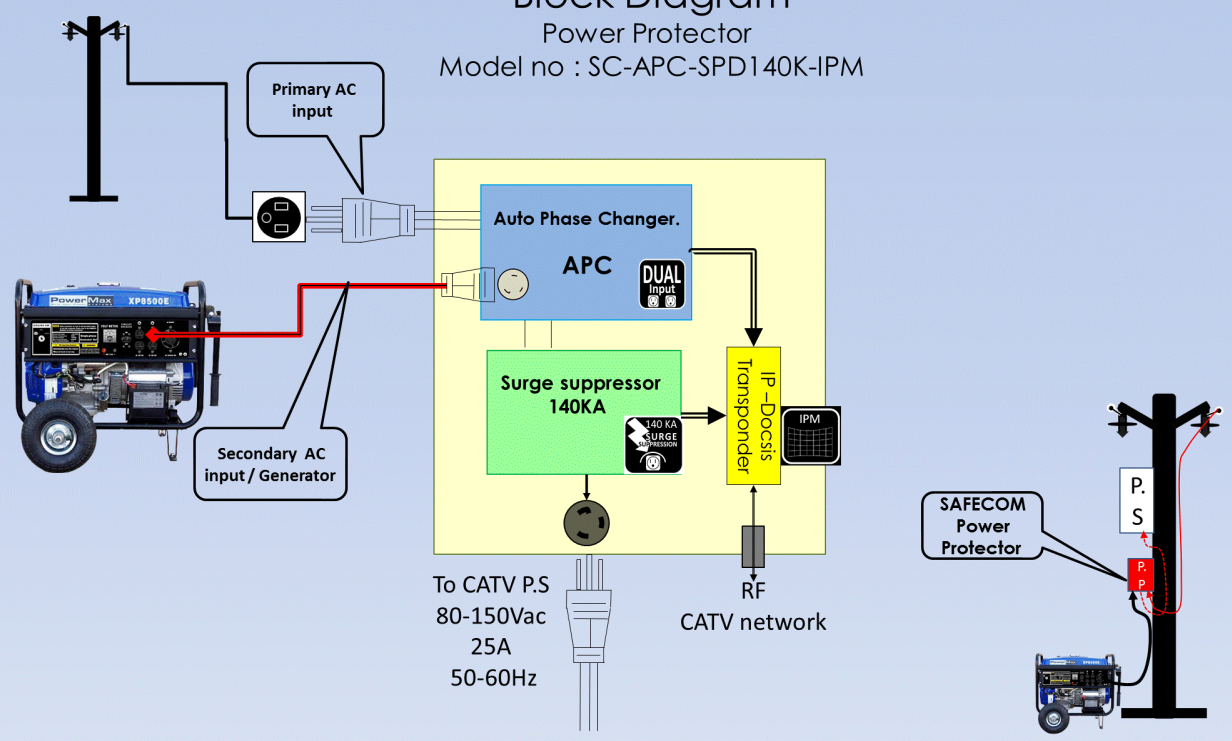 Block Diagram
Power Protector
Model no : SC-APC-SPD140K-IPM
Primary AC
input
Auto Phase Changer.
APC
DUAL
Input
PowerMax
XP8500E
Surge suppressor
140KA
140 KA
SURGE
SUPPRESSION
IP –Docsis
Transponder
IPM
Secondary AC
input / Generator
To CATV P.S
80-150Vac
25A
50-60Hz
RF
CATV network
SAFECOM
Power
Protector
P.
S
P.
P